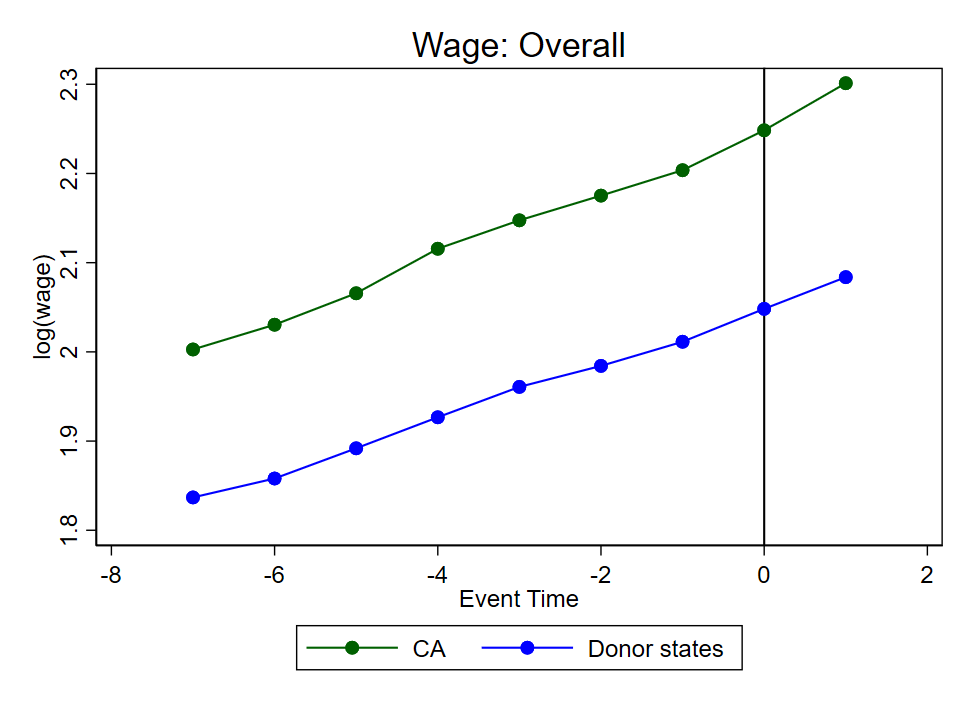 Wage: Overall
log(wage)
2.3
2.2
2.1
2
1.9
1.8
-8 -6 -4 -2 0 2
Event Time
CA Donor states